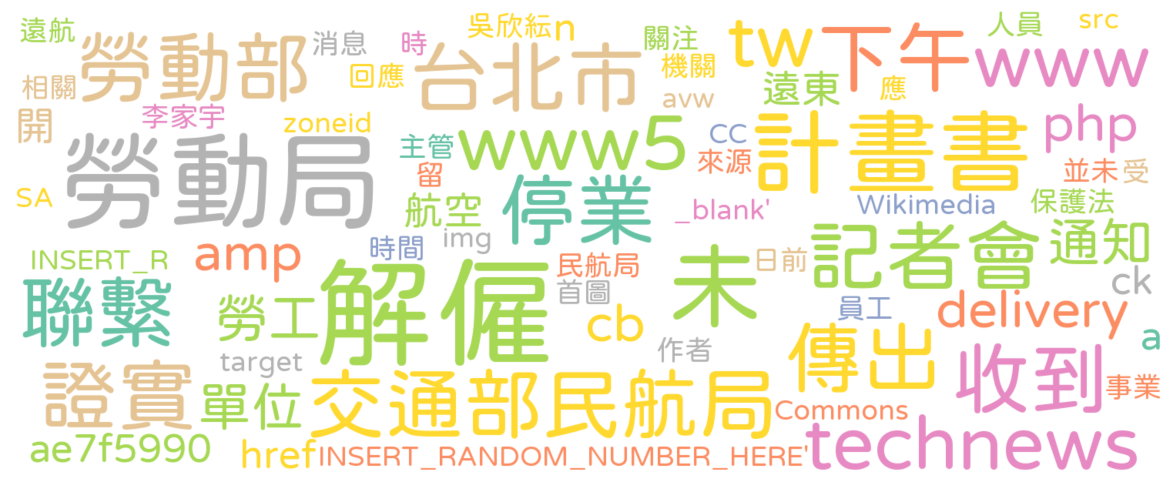 遠航
勞動部
消息
時
吳欣紜
n
關注
tw
下午
人員
src
相關
回應
台北市
機關
avw
遠東
應
www
開
李家宇
zoneid
主管
www5
CC
來源
計畫書
php
並未
受
勞動局
SA
留
航空
停業
_blank'
Wikimedia
保護法
INSERT_R
amp
時間
img
民航局
首圖
未
日前
記者會
通知
ck
聯繫
勞工
解僱
cb
員工
delivery
a
target
作者
傳出
收到
事業
證實
單位
交通部民航局
Commons
ae7f5990
href
INSERT_RANDOM_NUMBER_HERE'
technews